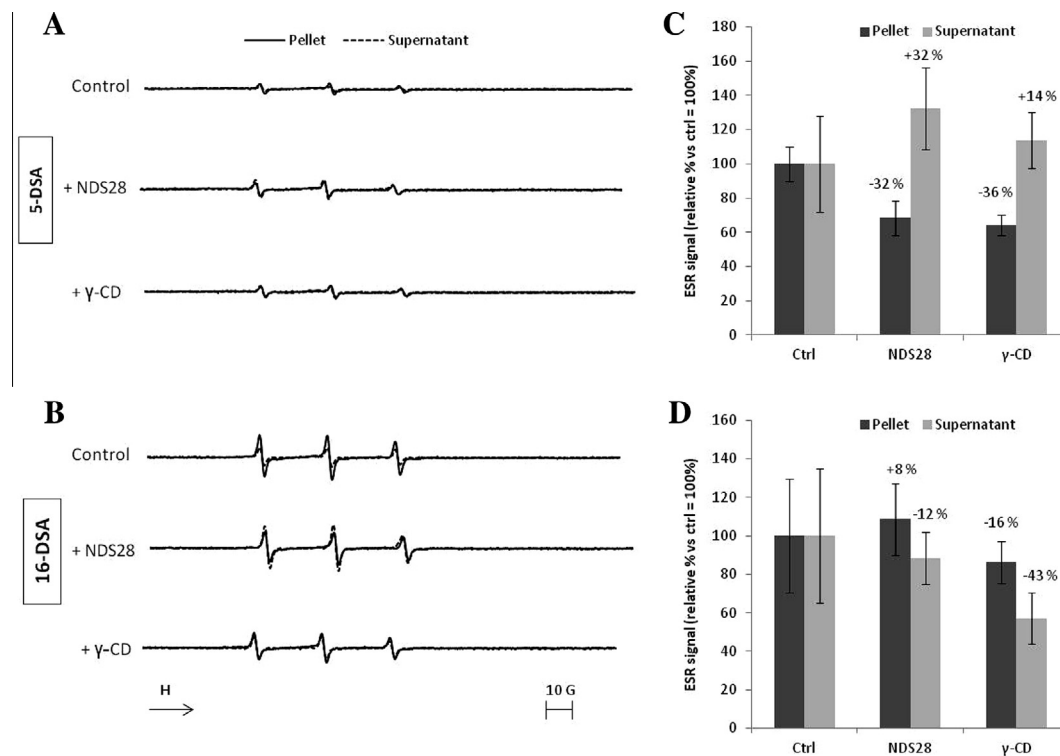 A
Pellet
Supernatant
Control
5-DSA
+ NDS28
+ γ-CD
B
Control
16-DSA
+ NDS28
+ γ-CD
H
10 G
C
ESR signal (relative % vs ctrl = 100%)
Pellet
Supernatant
180
160
140
120
100
80
60
40
20
0
+32 %
+14 %
-32 %
-36 %
Ctrl
NDS28
γ-CD
D
ESR signal (relative % vs ctrl = 100%)
Pellet
Supernatant
160
140
120
100
80
60
40
20
0
+8 %
-12 %
-16 %
-43 %
Ctrl
NDS28
γ-CD